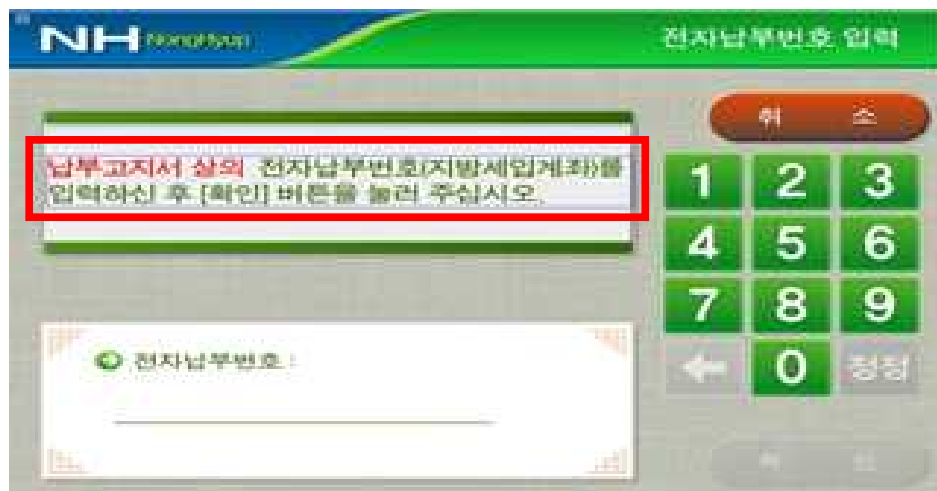 NH NongHyup
전자납부번호 입력
취 소
납부고지서 상의 전자납부번호(지방세입계좌)를
입력하신 후 [확인] 버튼을 눌러 주십시오.
1 2 3
4 5 6
7 8 9
0 정정
전자납부번호 :
확 인